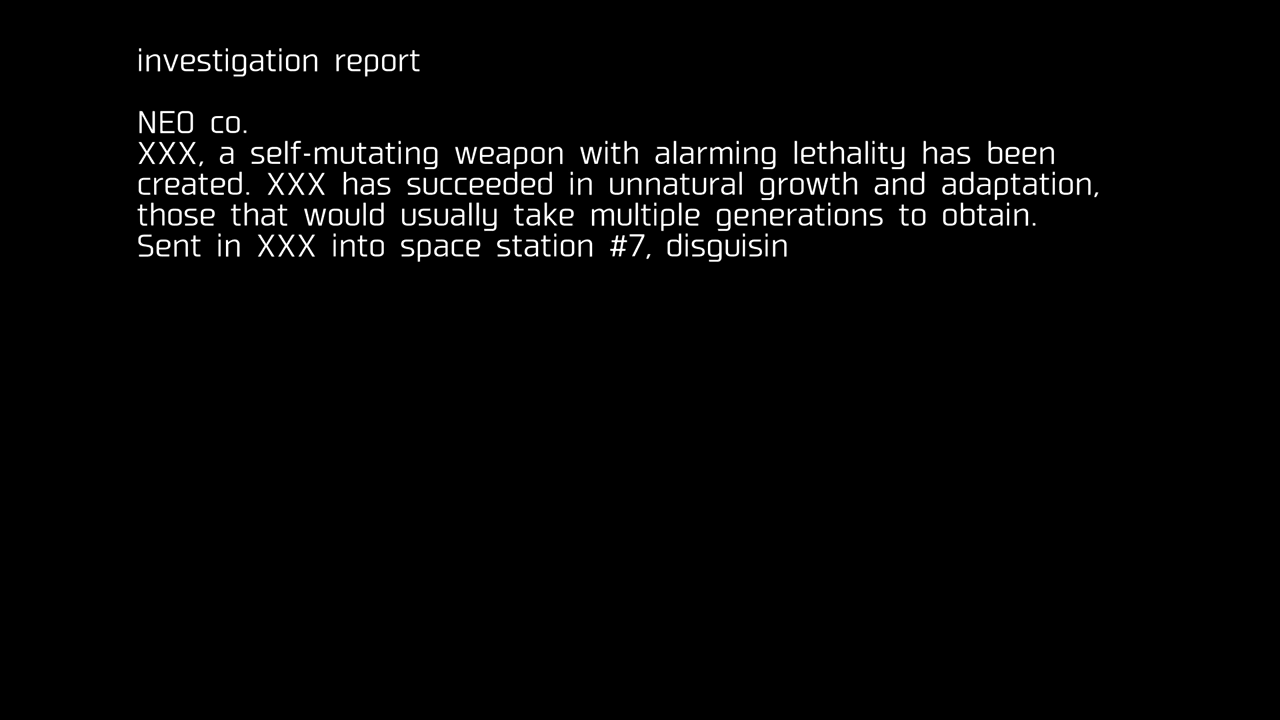 investigation report
NEO co.
XXX, a self-mutating weapon with alarming lethality has been
created. XXX has succeeded in unnatural growth and adaptation,
those that would usually take multiple generations to obtain.
Sent in XXX into space station #7, disguisin